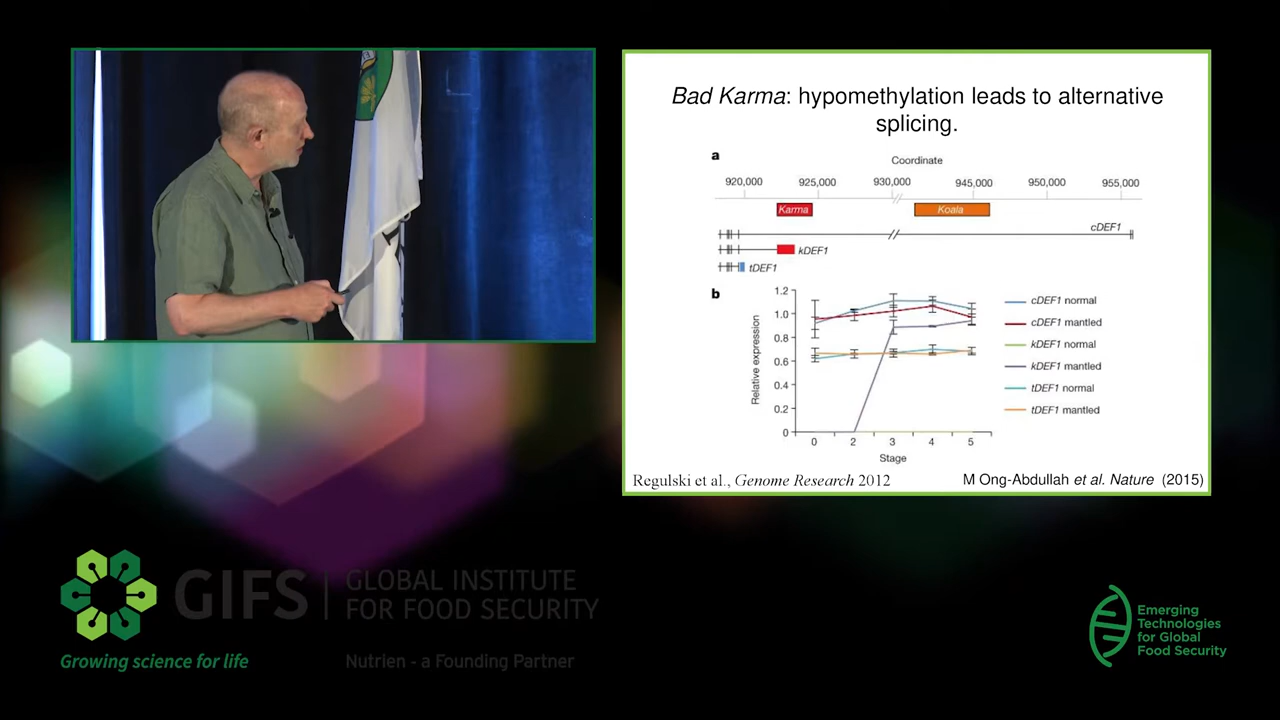 Bad Karma: hypomethylation leads to alternative
splicing.
a
Coordinate
920,000 925,000 930,000 945,000 950,000 955,000
Karma
Koala
cDEF1
kDEF1
tDEF1
b
Relative expression
1.2
1.0
0.8
0.6
0.4
0.2
0
0 2 3 4 5
Stage
cDEF1 normal
cDEF1 mantled
kDEF1 normal
kDEF1 mantled
tDEF1 normal
tDEF1 mantled
Regulski et al., Genome Research 2012
M Ong-Abdullah et al. Nature (2015)
GIFS
GLOBAL INSTITUTE
FOR FOOD SECURITY
Growing science for life
Nutrien - a Founding Partner
Emerging
Technologies
for Global
Food Security